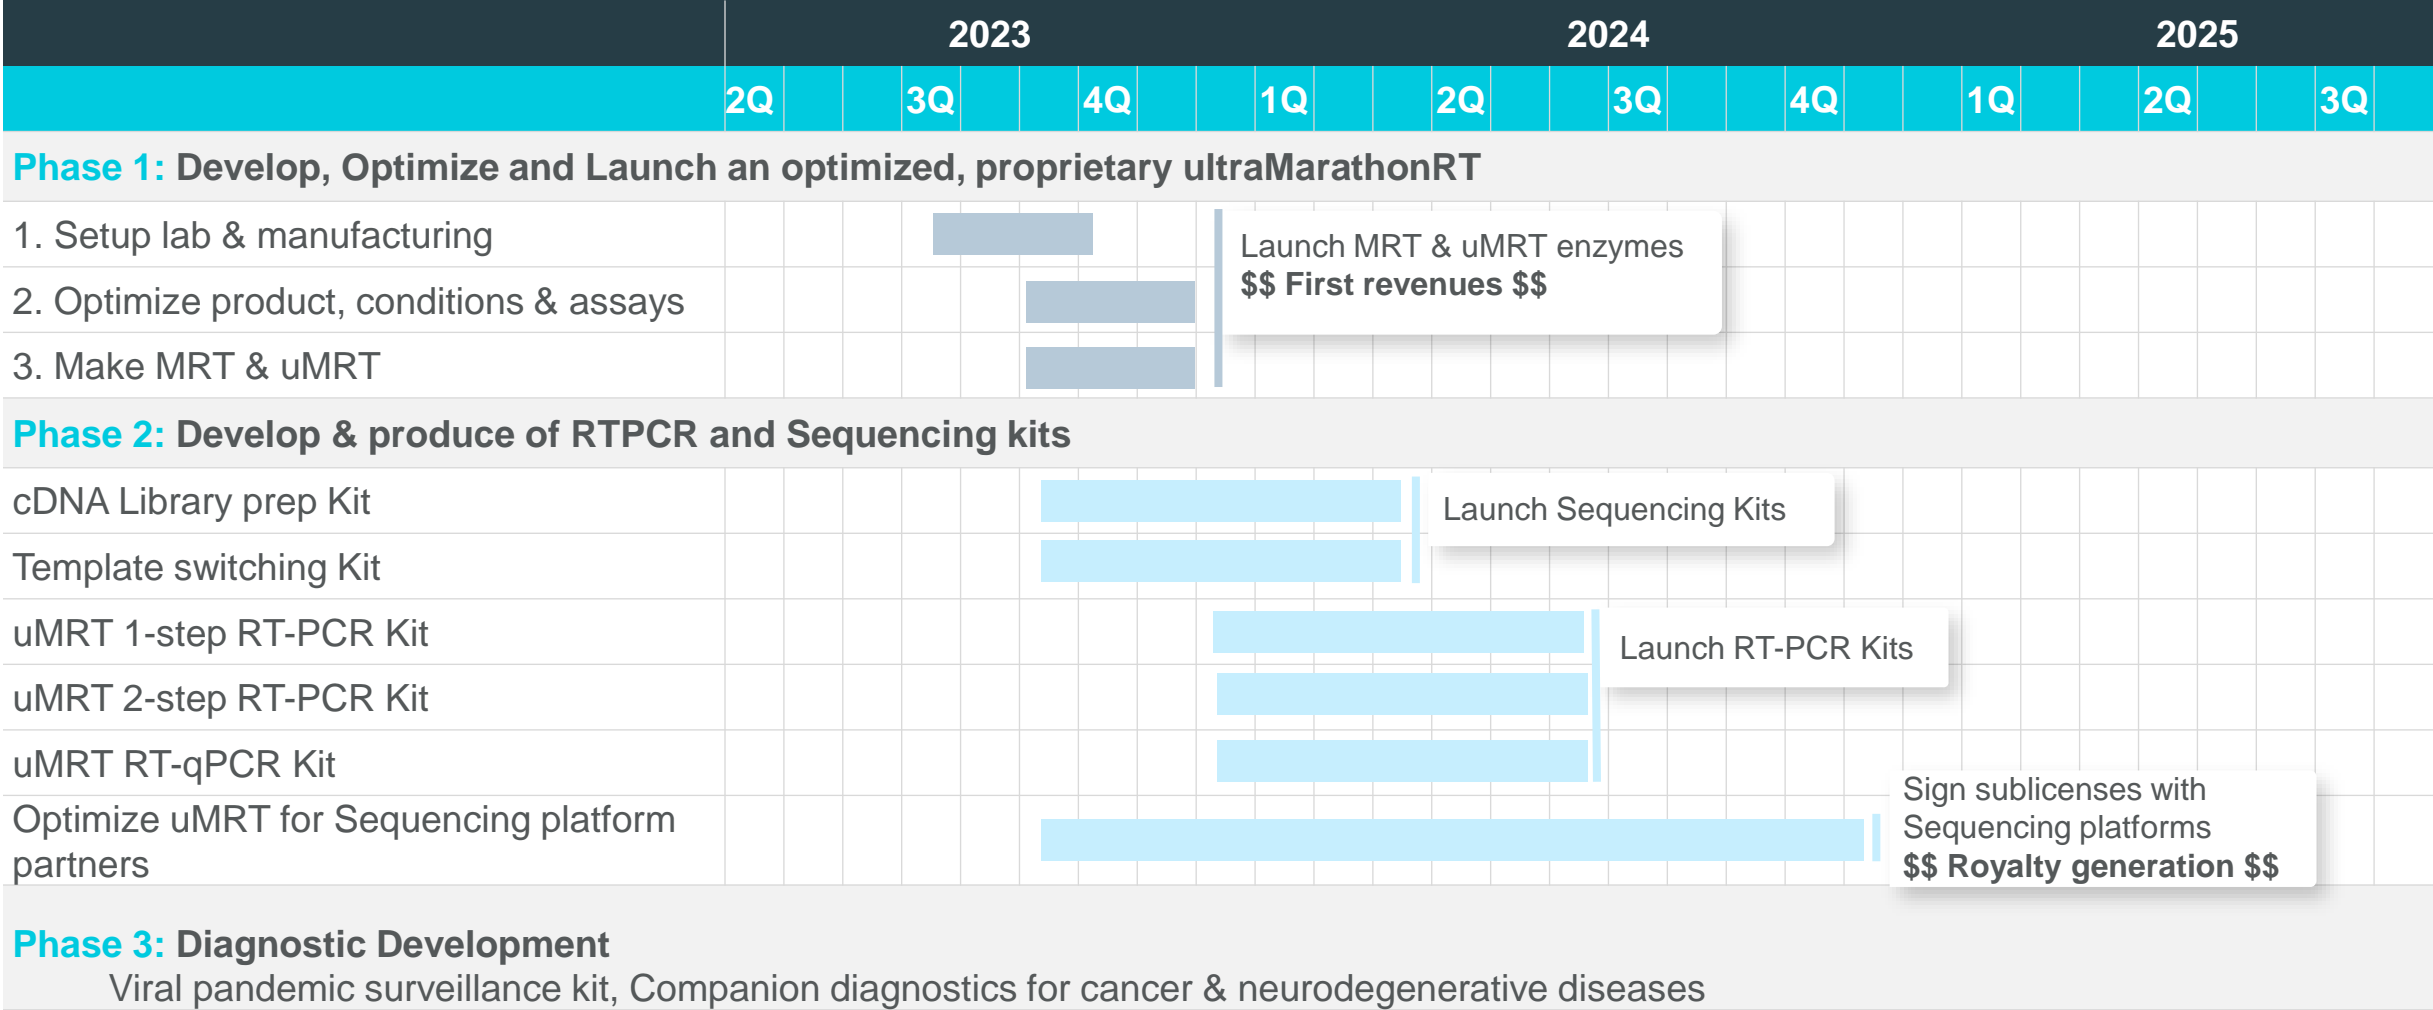 2023 2024 2025
2Q 3Q 4Q 1Q 2Q 3Q 4Q 1Q 2Q 3Q
Phase 1: Develop, Optimize and Launch an optimized, proprietary ultraMarathonRT
1. Setup lab & manufacturing
Launch MRT & uMRT enzymes
$$ First revenues $$
2. Optimize product, conditions & assays
3. Make MRT & uMRT
Phase 2: Develop & produce of RTPCR and Sequencing kits
cDNA Library prep Kit
Launch Sequencing Kits
Template switching Kit
uMRT 1-step RT-PCR Kit
Launch RT-PCR Kits
uMRT 2-step RT-PCR Kit
uMRT RT-qPCR Kit
Optimize uMRT for Sequencing platform
partners
Sign sublicenses with
Sequencing platforms
$$ Royalty generation $$
Phase 3: Diagnostic Development
Viral pandemic surveillance kit, Companion diagnostics for cancer & neurodegenerative diseases